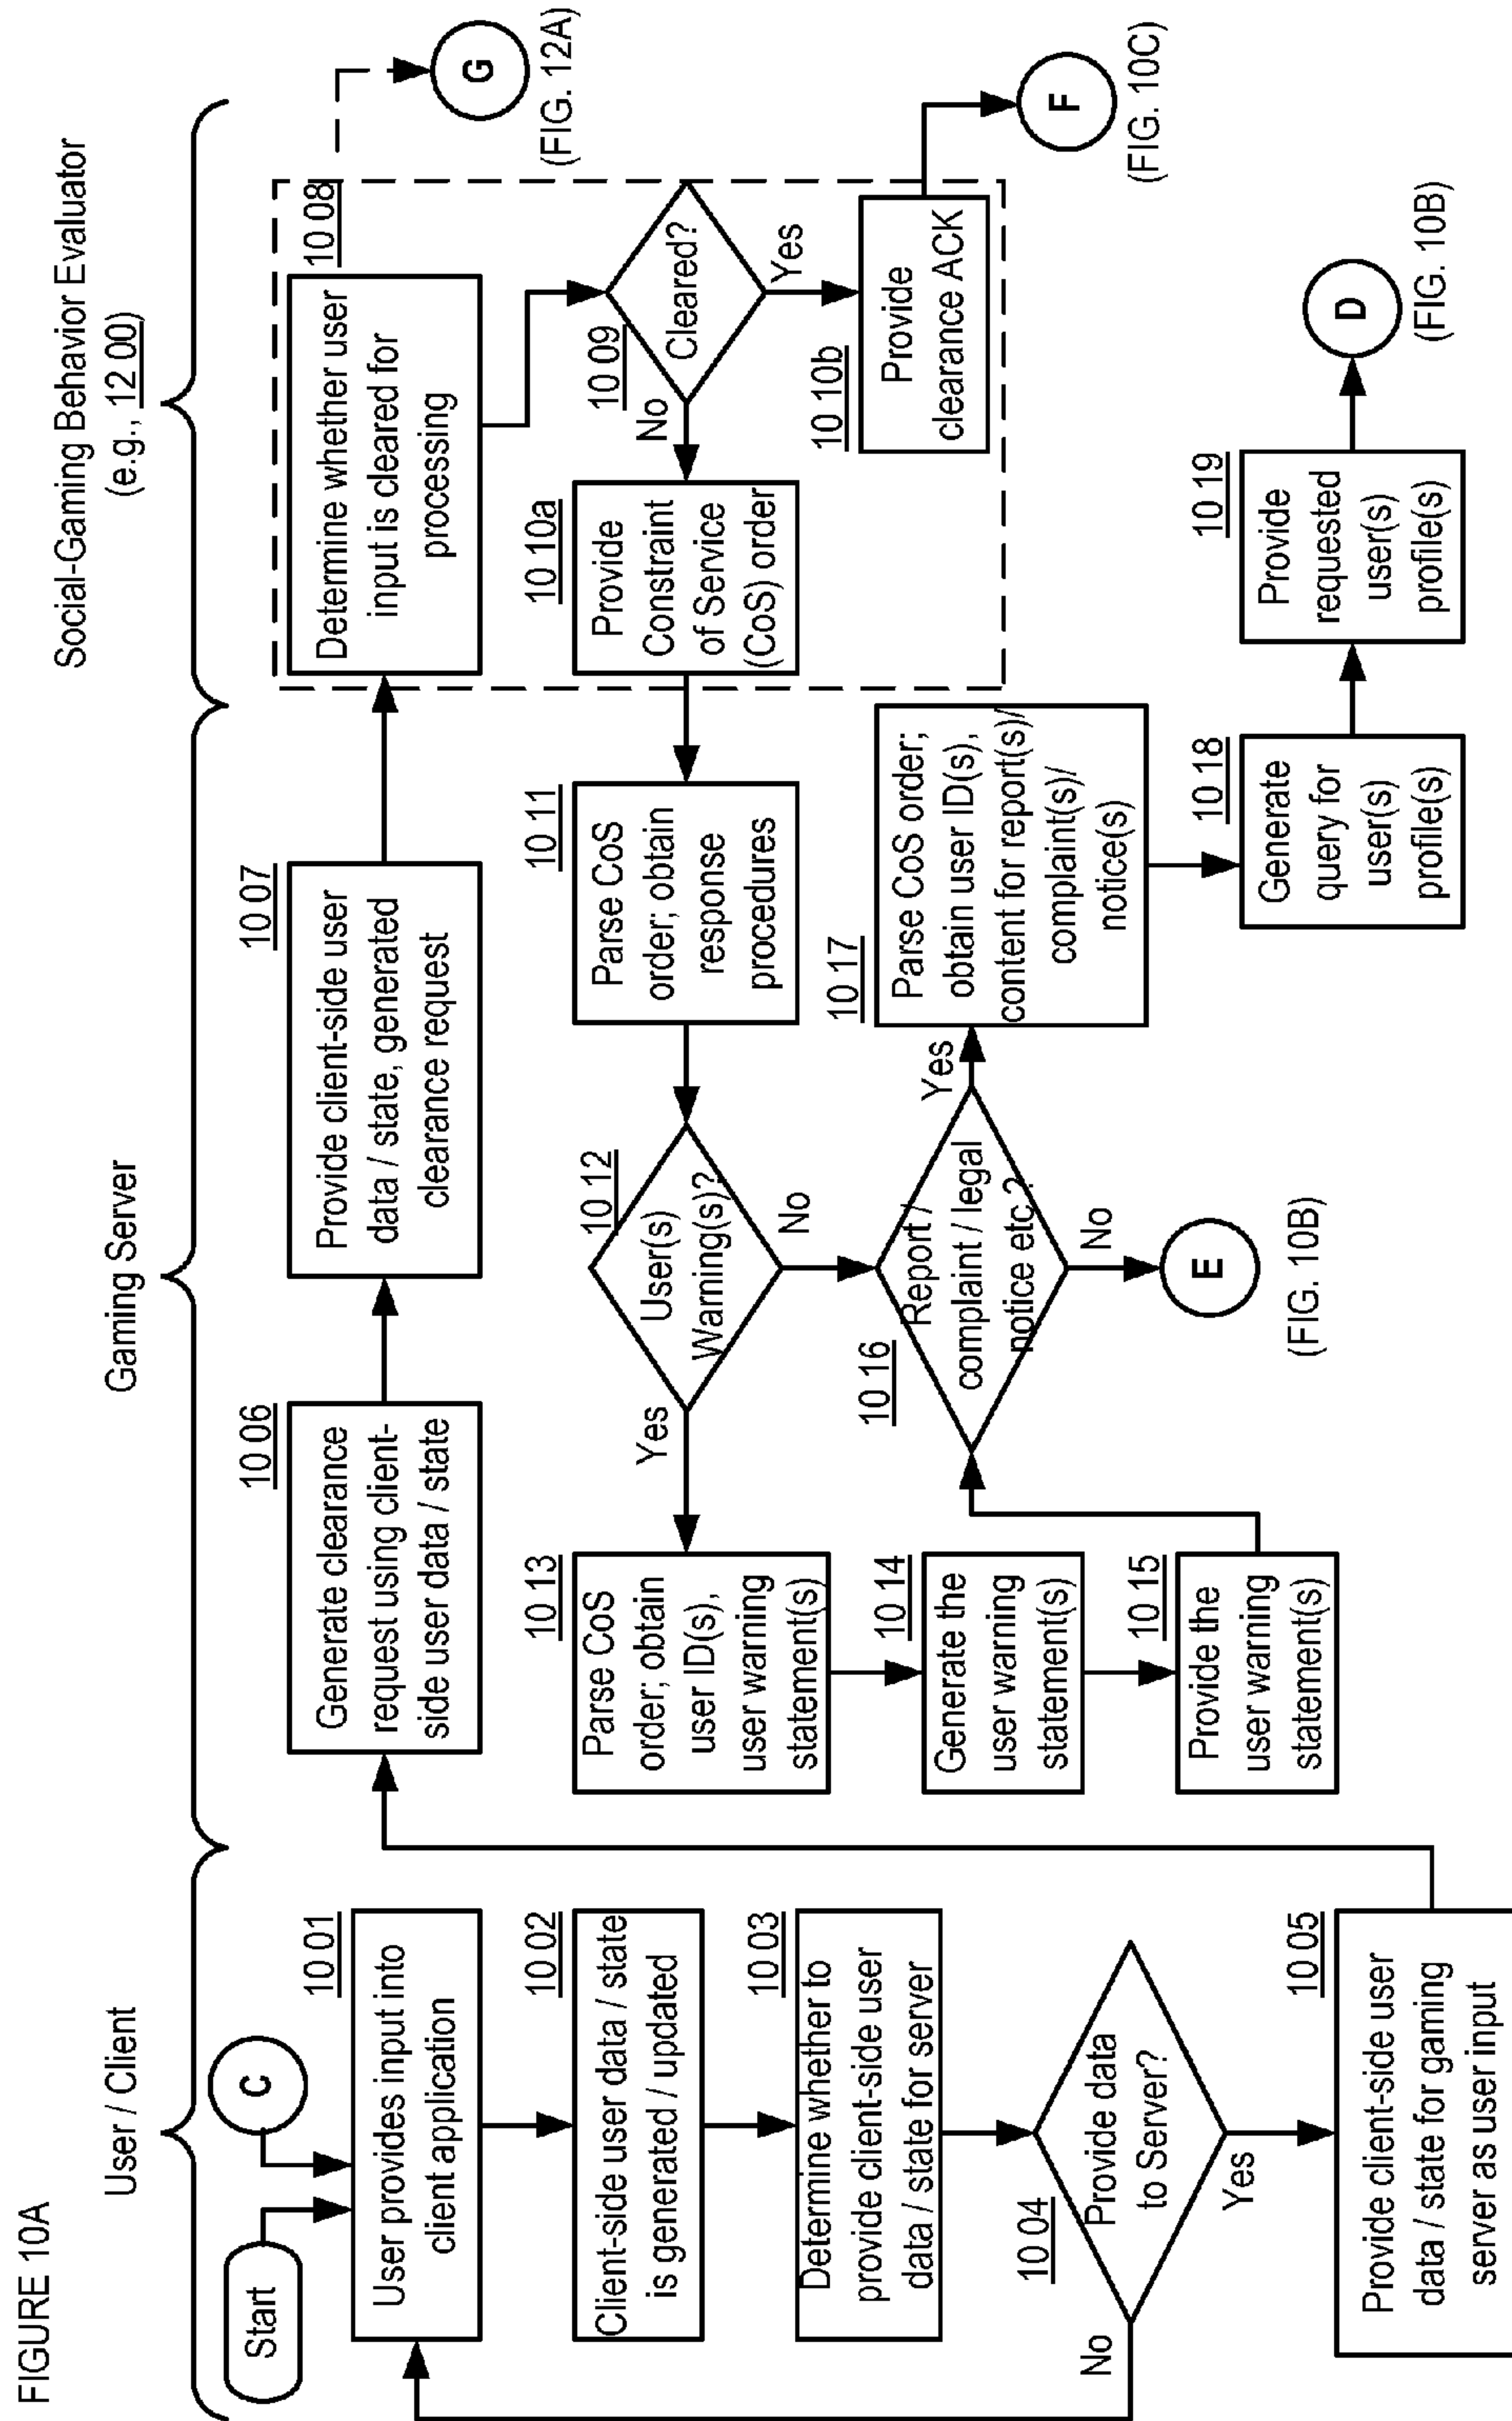 FIGURE 10A
User / Client
Gaming Server
Social-Gaming Behavior Evaluator
(e.g., 12 00)
Start
C
10 01
User provides input into
client application
10 02
Client-side user data / state
is generated / updated
10 03
Determine whether to
provide client-side user
data / state for server
10 04
Provide data
to Server?
No
Yes
10 05
Provide client-side user
data / state for gaming
server as user input
10 06
Generate clearance
request using client-
side user data / state
10 07
Provide client-side user
data / state, generated
clearance request
10 08
Determine whether user
input is cleared for
processing
G
(FIG. 12A)
10 09
Cleared?
No
Yes
10 10a
Provide
Constraint
of Service
(CoS) order
10 10b
Provide
clearance ACK
F
(FIG. 10C)
10 11
Parse CoS
order; obtain
response
procedures
10 12
User(s)
Warning(s)?
Yes
No
10 13
Parse CoS
order; obtain
user ID(s),
user warning
statement(s)
10 14
Generate the
user warning
statement(s)
10 15
Provide the
user warning
statement(s)
10 16
Report /
complaint / legal
notice etc.?
Yes
No
E
(FIG. 10B)
10 17
Parse CoS order;
obtain user ID(s),
content for report(s)/
complaint(s)/
notice(s)
10 18
Generate
query for
user(s)
profile(s)
10 19
Provide
requested
user(s)
profile(s)
D
(FIG. 10B)